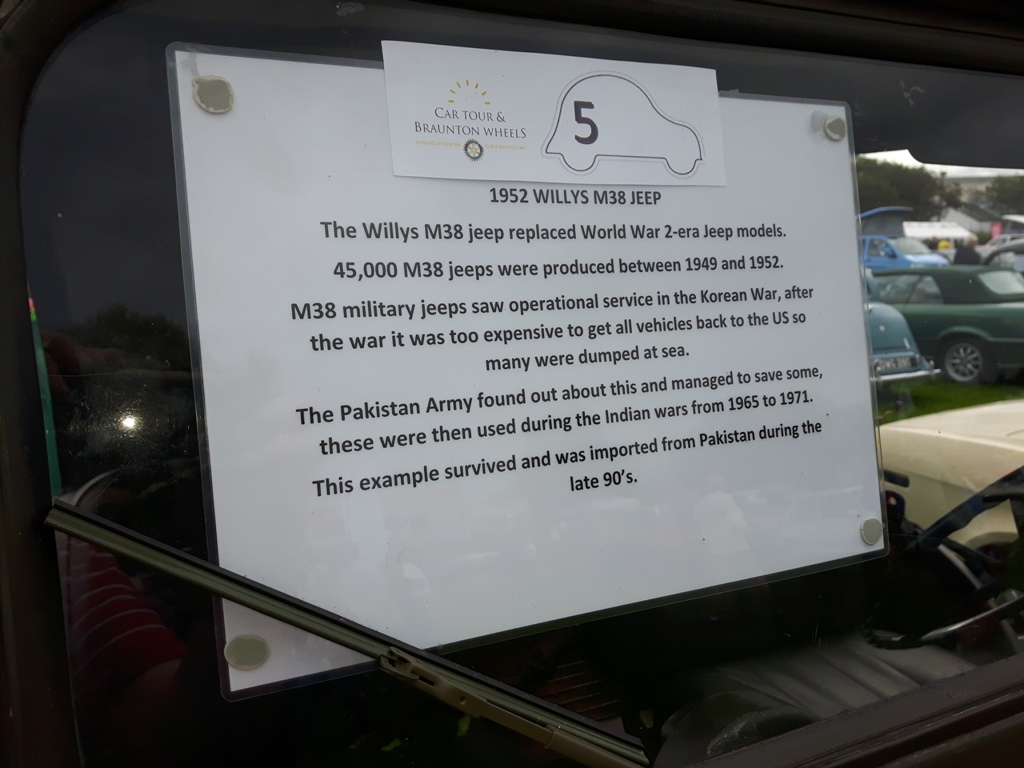 CAR TOUR &
BRAUNTON WHEELS
5
1952 WILLYS M38 JEEP
The Willys M38 jeep replaced World War 2-era Jeep models.
45,000 M38 jeeps were produced between 1949 and 1952.
M38 military jeeps saw operational service in the Korean War, after
the war it was too expensive to get all vehicles back to the US so
many were dumped at sea.
The Pakistan Army found out about this and managed to save some,
these were then used during the Indian wars from 1965 to 1971.
This example survived and was imported from Pakistan during the
late 90's.